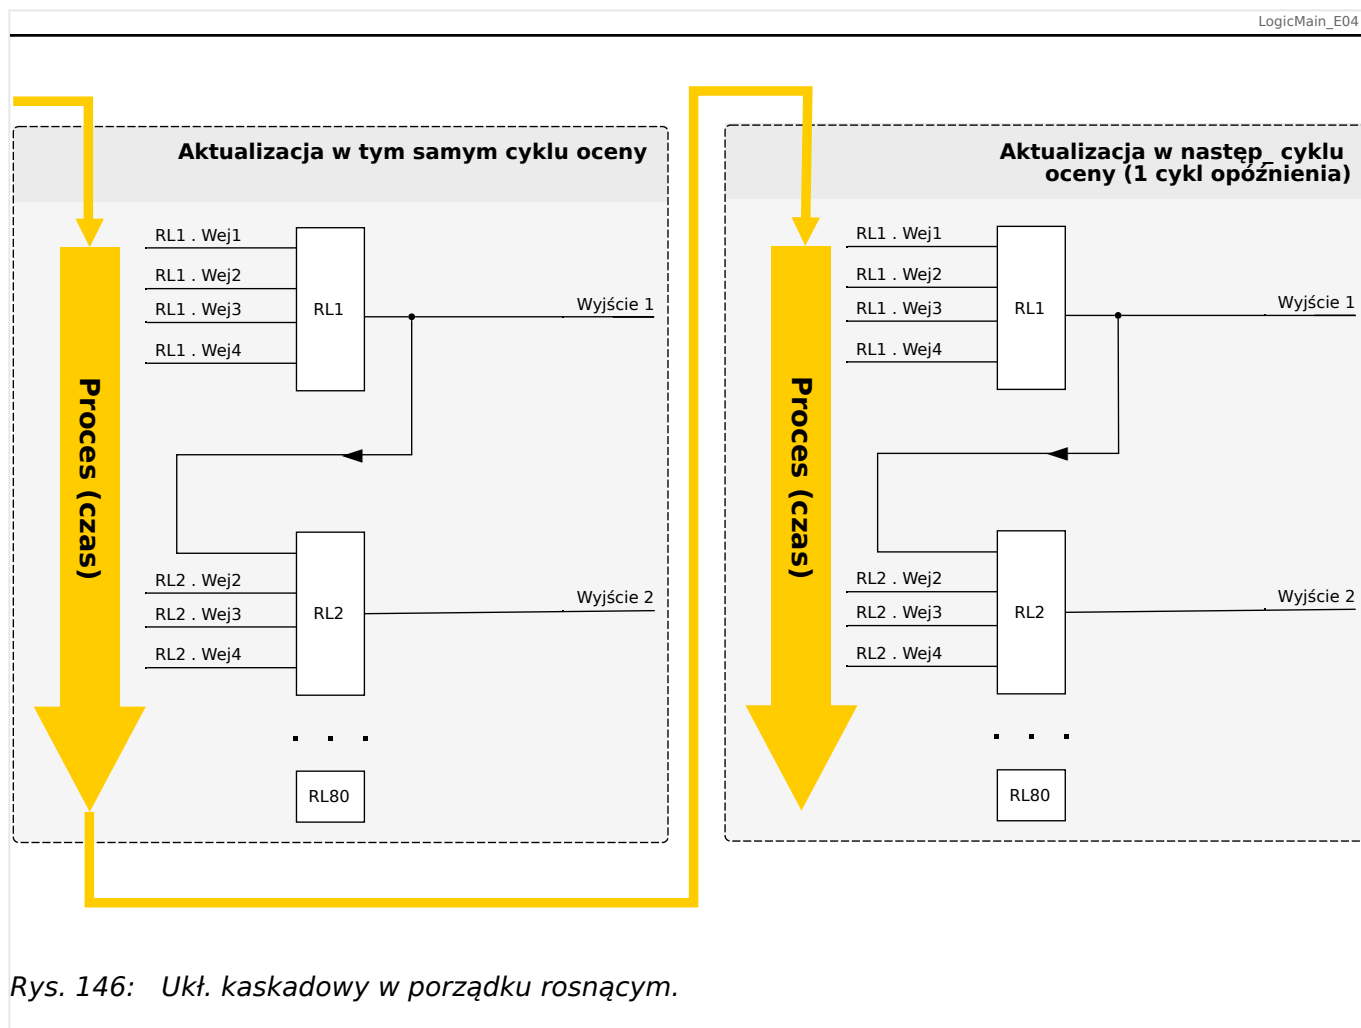 LogicMain_E04
Aktualizacja w tym samym cyklu oceny
RL1 . Wej1
RL1 . Wej2
RL1 . Wej3
RL1 . Wej4
RL1
Wyjście 1
Proces (czas)
RL2 . Wej2
RL2 . Wej3
RL2 . Wej4
RL2
Wyjście 2
. . .
RL80
Aktualizacja w następ_ cyklu
oceny (1 cykl opóźnienia)
RL1 . Wej1
RL1 . Wej2
RL1 . Wej3
RL1 . Wej4
RL1
Wyjście 1
Proces (czas)
RL2 . Wej2
RL2 . Wej3
RL2 . Wej4
RL2
Wyjście 2
. . .
RL80
Rys. 146: Ukł. kaskadowy w porządku rosnącym.